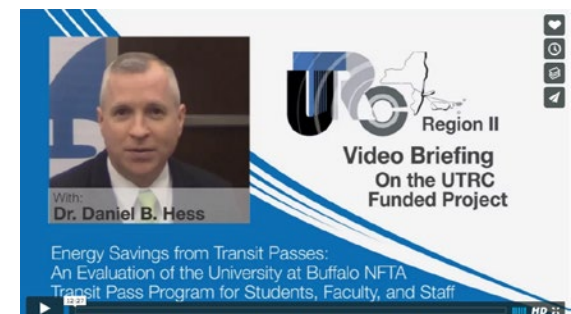 UTRC
Region II
Video Briefing
On the UTRC
Funded Project
With:
Dr. Daniel B. Hess
Energy Savings from Transit Passes:
An Evaluation of the University at Buffalo NFTA
Transit Pass Program for Students, Faculty, and Staff
12:27
HD